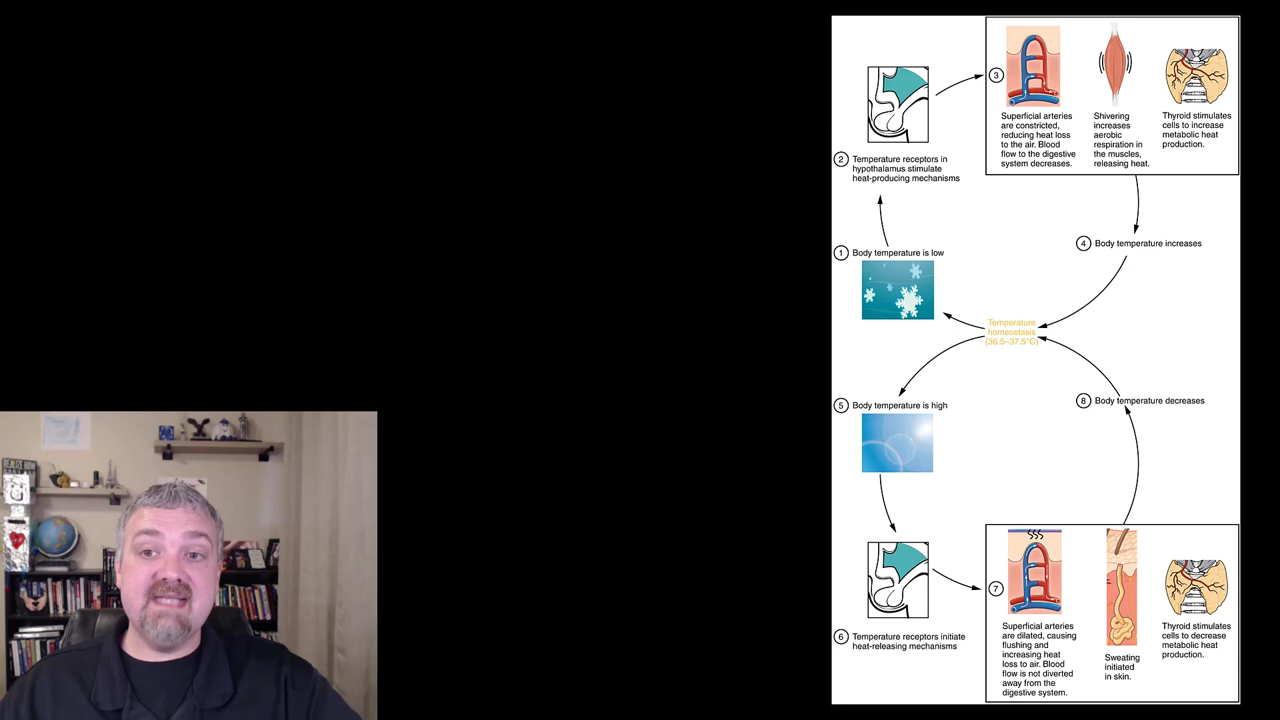 3
Superficial arteries
are constricted,
reducing heat loss
to the air. Blood
flow to the digestive
system decreases.
Shivering
increases
aerobic
respiration in
the muscles,
releasing heat.
Thyroid stimulates
cells to increase
metabolic heat
production.
2 Temperature receptors in
hypothalamus stimulate
heat-producing mechanisms
1 Body temperature is low
4 Body temperature increases
Temperature
homeostasis
(36.5–37.5°C)
5 Body temperature is high
8 Body temperature decreases
6 Temperature receptors initiate
heat-releasing mechanisms
7
Superficial arteries
are dilated, causing
flushing and
increasing heat
loss to air. Blood
flow is not diverted
away from the
digestive system.
Sweating
initiated
in skin.
Thyroid stimulates
cells to decrease
metabolic heat
production.